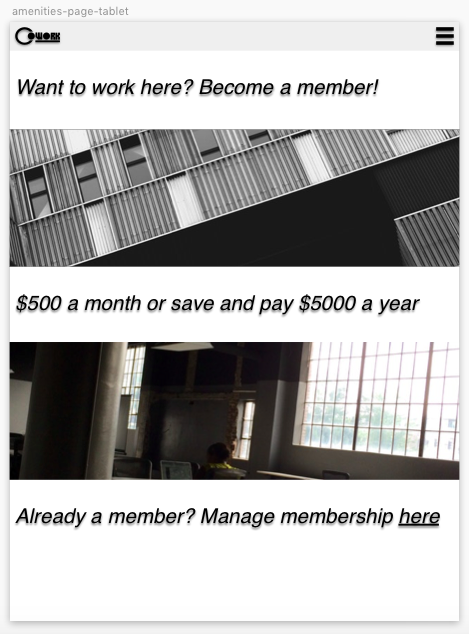 amenities-page-tablet
COWORK
Want to work here? Become a member!
$500 a month or save and pay $5000 a year
Already a member? Manage membership here